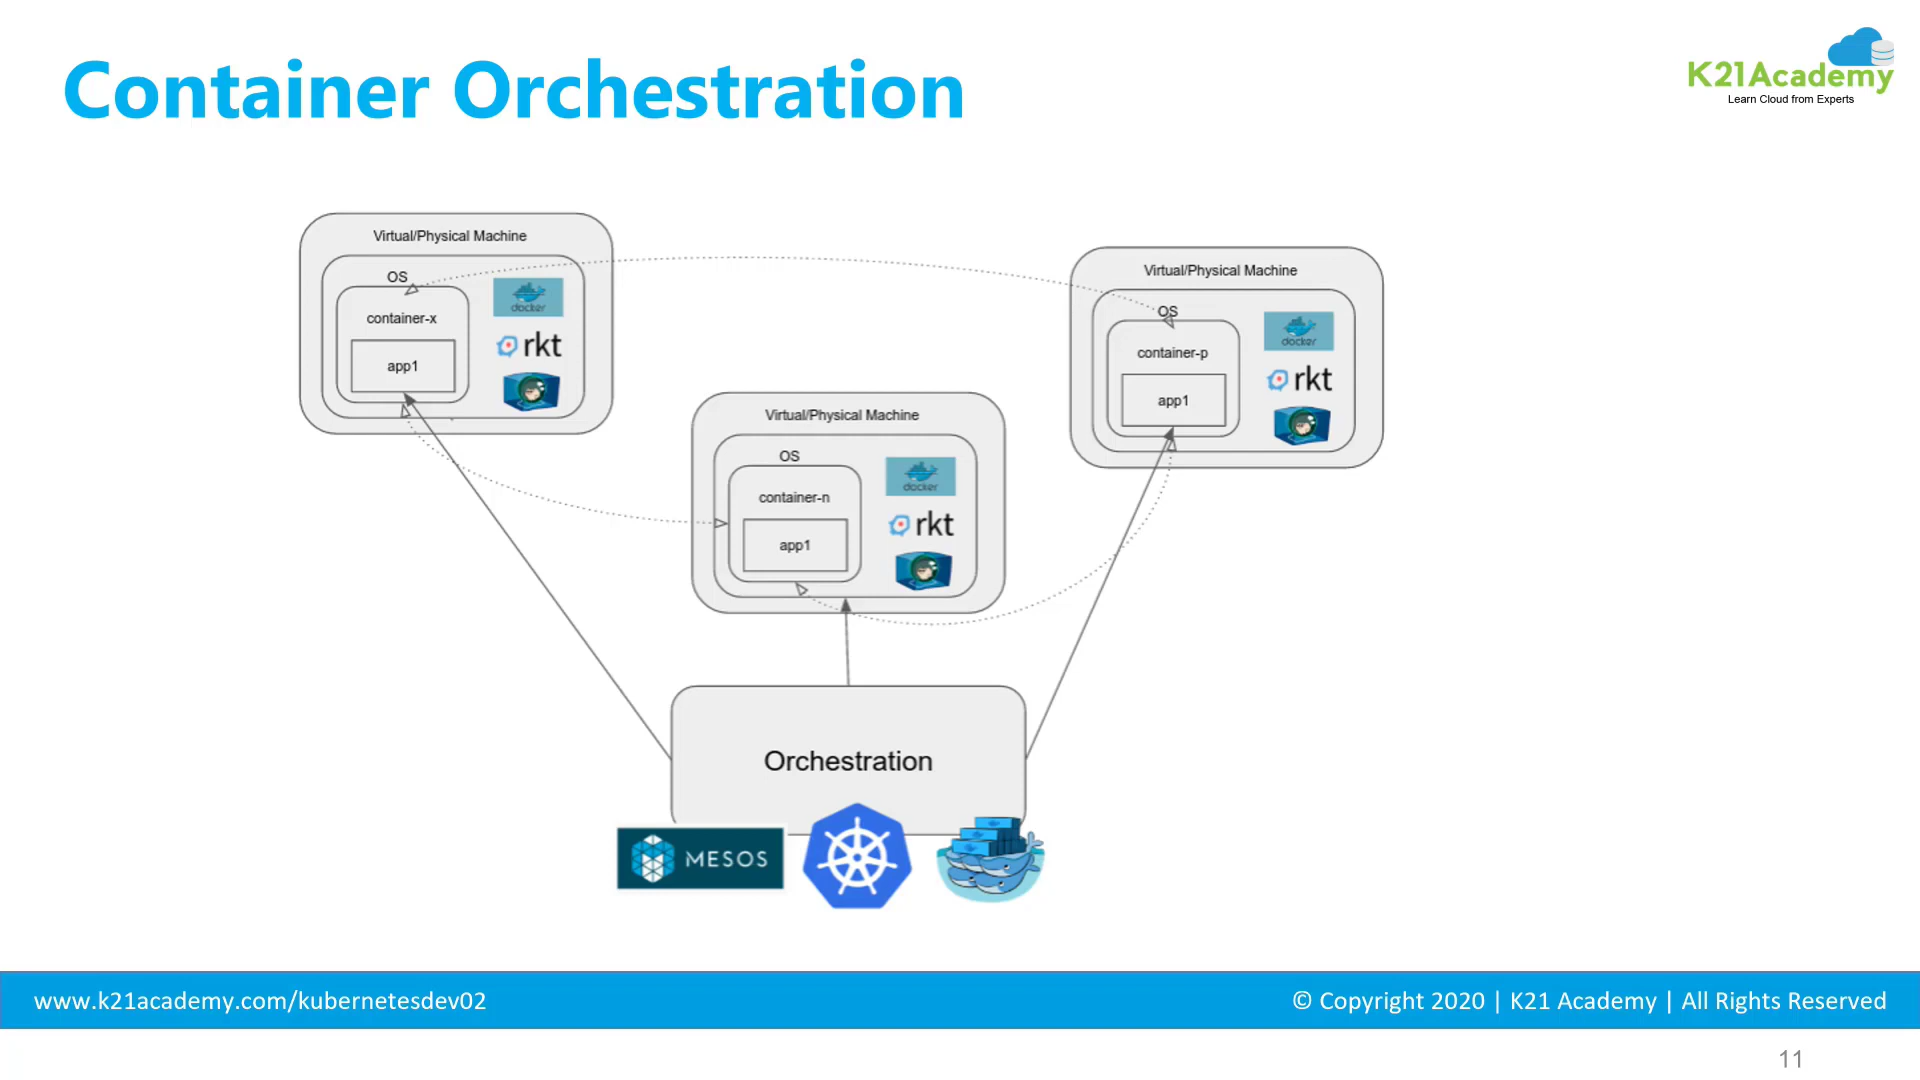 Container Orchestration
K21Academy
Learn Cloud from Experts
Virtual/Physical Machine
OS
container-x
app1
docker
rkt
Virtual/Physical Machine
OS
container-p
app1
docker
rkt
Virtual/Physical Machine
OS
container-n
app1
docker
rkt
Orchestration
MESOS
www.k21academy.com/kubernetesdev02
© Copyright 2020 | K21 Academy | All Rights Reserved
11